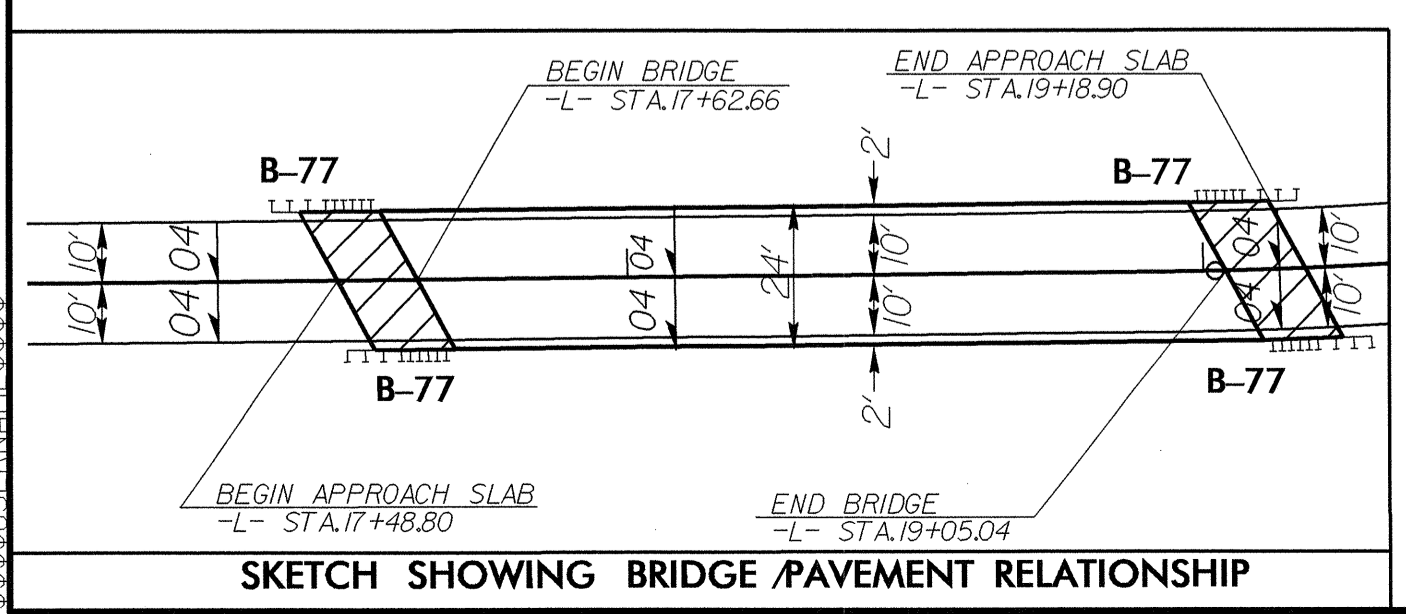 BEGIN BRIDGE
-L- STA.17+62.66
END APPROACH SLAB
-L- STA.19+18.90
B-77
B-77
2'
10'
04
04
10'
04
10'
10'
04
04
24'
10'
04
10'
2'
B-77
B-77
BEGIN APPROACH SLAB
-L- STA.17+48.80
END BRIDGE
-L- STA.19+05.04
SKETCH SHOWING BRIDGE/PAVEMENT RELATIONSHIP